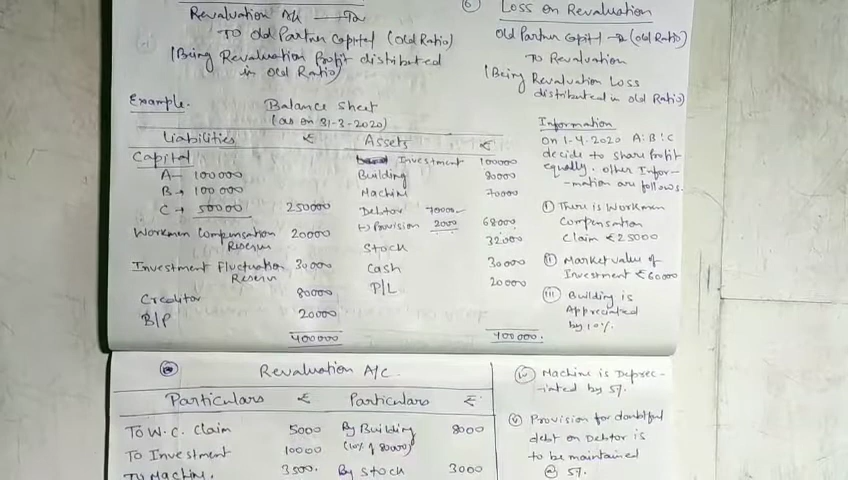 Revaluation A/c → Dr
To Old Partner Capital (Old Ratio)
(Being Revaluation Profit distributed
in Old Ratio)
⑥ Loss on Revaluation
Old Partner Capital → Dr (Old Ratio)
To Revaluation
(Being Revaluation Loss
distributed in Old Ratio)
Example.
Balance Sheet
(as on 31-3-2020)
Liabilities ₹ Assets ₹
Capital Investment 100000
A- 100000 Building 80000
B→ 100000 Machine 70000
C→ 50000 250000 Debtor 70000
(-) Provision 2000 68000
Workmen Compensation 20000
Reserve Stock 32000
Investment Fluctuation 30000 Cash 30000
Reserve
P/L 20000
Creditor 80000
B/P 20000
400000 400000
Information
On 1-4-2020 A:B:C
decide to share Profit
equally. Other Infor-
-mation are follows.
① There is Workmen
Compensation
Claim ₹25000
② Market value of
Investment ₹60000
(iii) Building is
Appreciated
by 10%
(iv) Machine is Deprec-
-iated by 5%.
(v) Provision for doubtful
debt on Debtor is
to be maintained
@ 5%.
Revaluation A/c.
Particulars ₹ Particulars ₹
To W.C. Claim 5000 By Building 8000
(10% of 80000)
To Investment 10000
To Machine. 3500. By Stock 3000